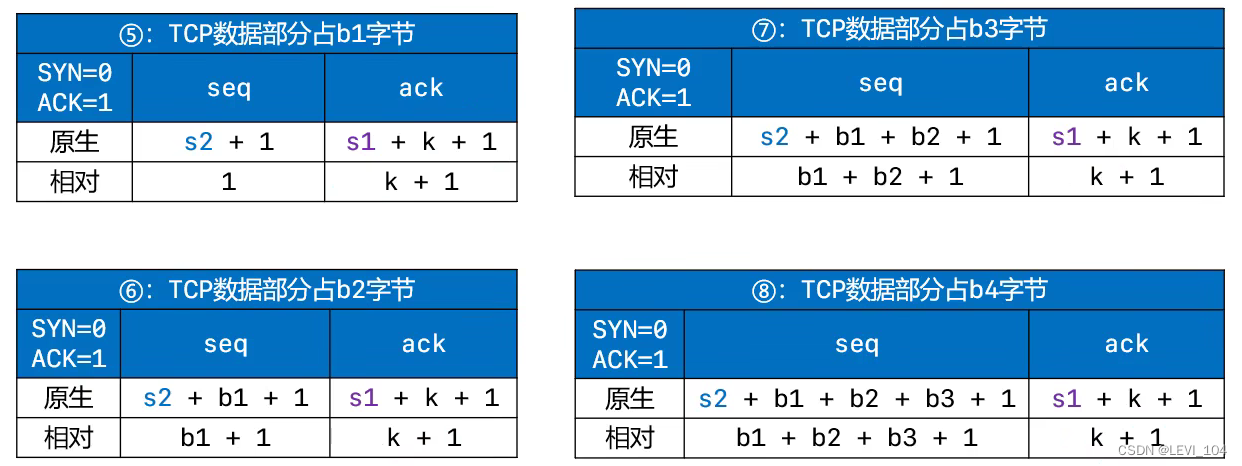 ⑤：TCP数据部分占b1字节
SYN=0
ACK=1
seq
ack
原生
s2 + 1
s1 + k + 1
相对
1
k + 1
⑦：TCP数据部分占b3字节
SYN=0
ACK=1
seq
ack
原生
s2 + b1 + b2 + 1
s1 + k + 1
相对
b1 + b2 + 1
k + 1
⑥：TCP数据部分占b2字节
SYN=0
ACK=1
seq
ack
原生
s2 + b1 + 1
s1 + k + 1
相对
b1 + 1
k + 1
⑧：TCP数据部分占b4字节
SYN=0
ACK=1
seq
ack
原生
s2 + b1 + b2 + b3 + 1
s1 + k + 1
相对
b1 + b2 + b3 + 1
k + 1
CSDN @LEVI_104